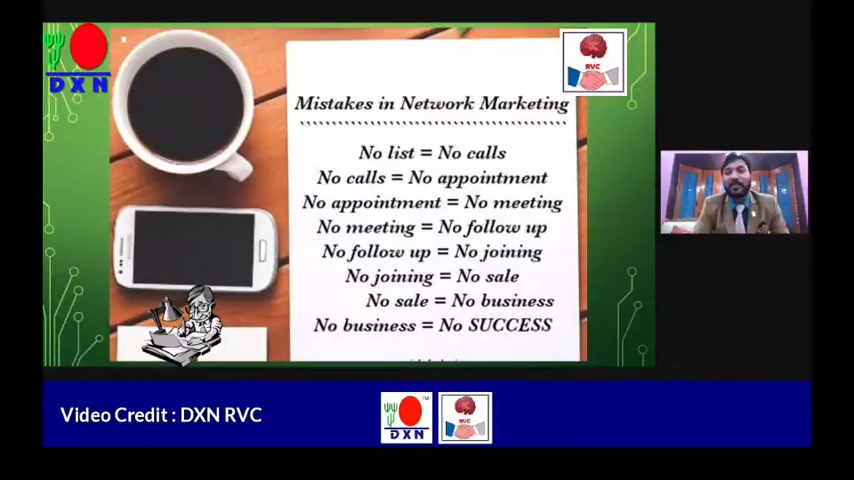 DXN
RVC
Mistakes in Network Marketing
No list = No calls
No calls = No appointment
No appointment = No meeting
No meeting = No follow up
No follow up = No joining
No joining = No sale
No sale = No business
No business = No SUCCESS
Video Credit : DXN RVC
DXN
TM
RVC